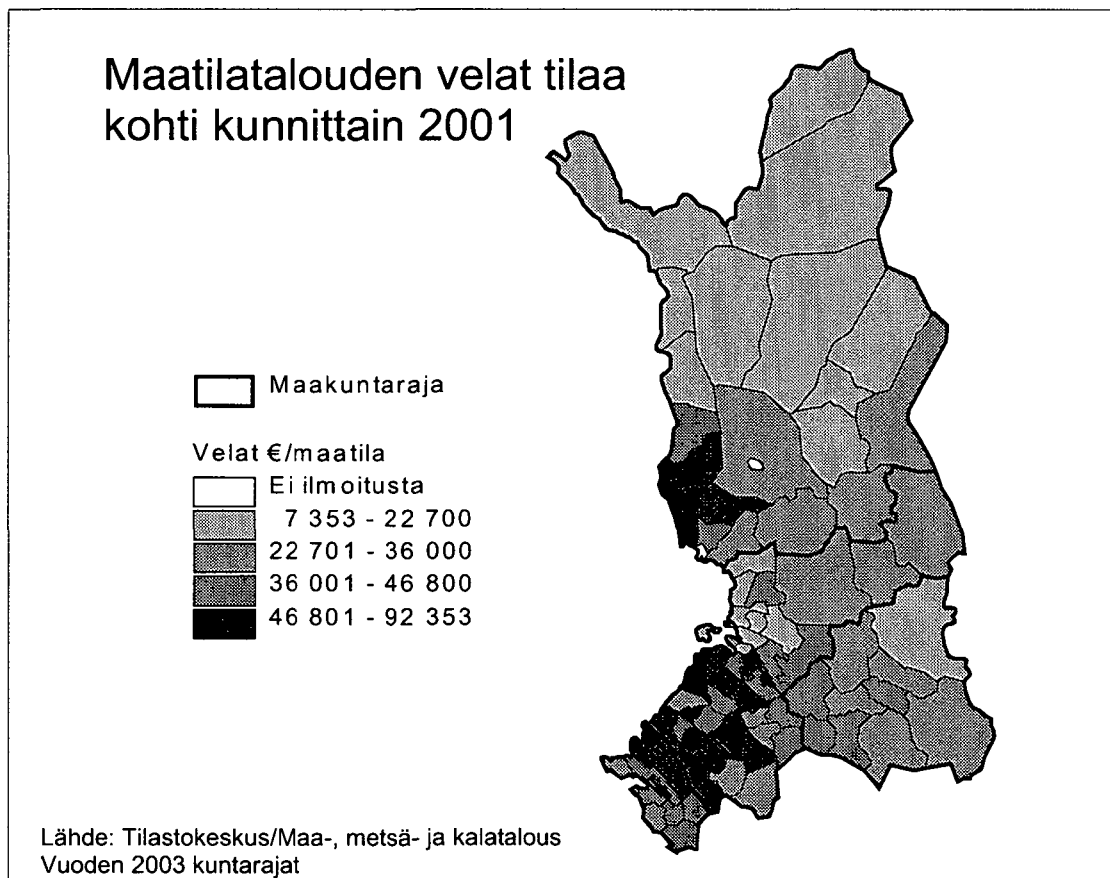 Maatilatalouden velat tilaa
kohti kunnittain 2001
Maakuntaraja
Velat €/maatila
Ei ilmoitusta
7 353 - 22 700
22 701 - 36 000
36 001 - 46 800
46 801 - 92 353
Lähde: Tilastokeskus/Maa-, metsä- ja kalatalous
Vuoden 2003 kuntarajat